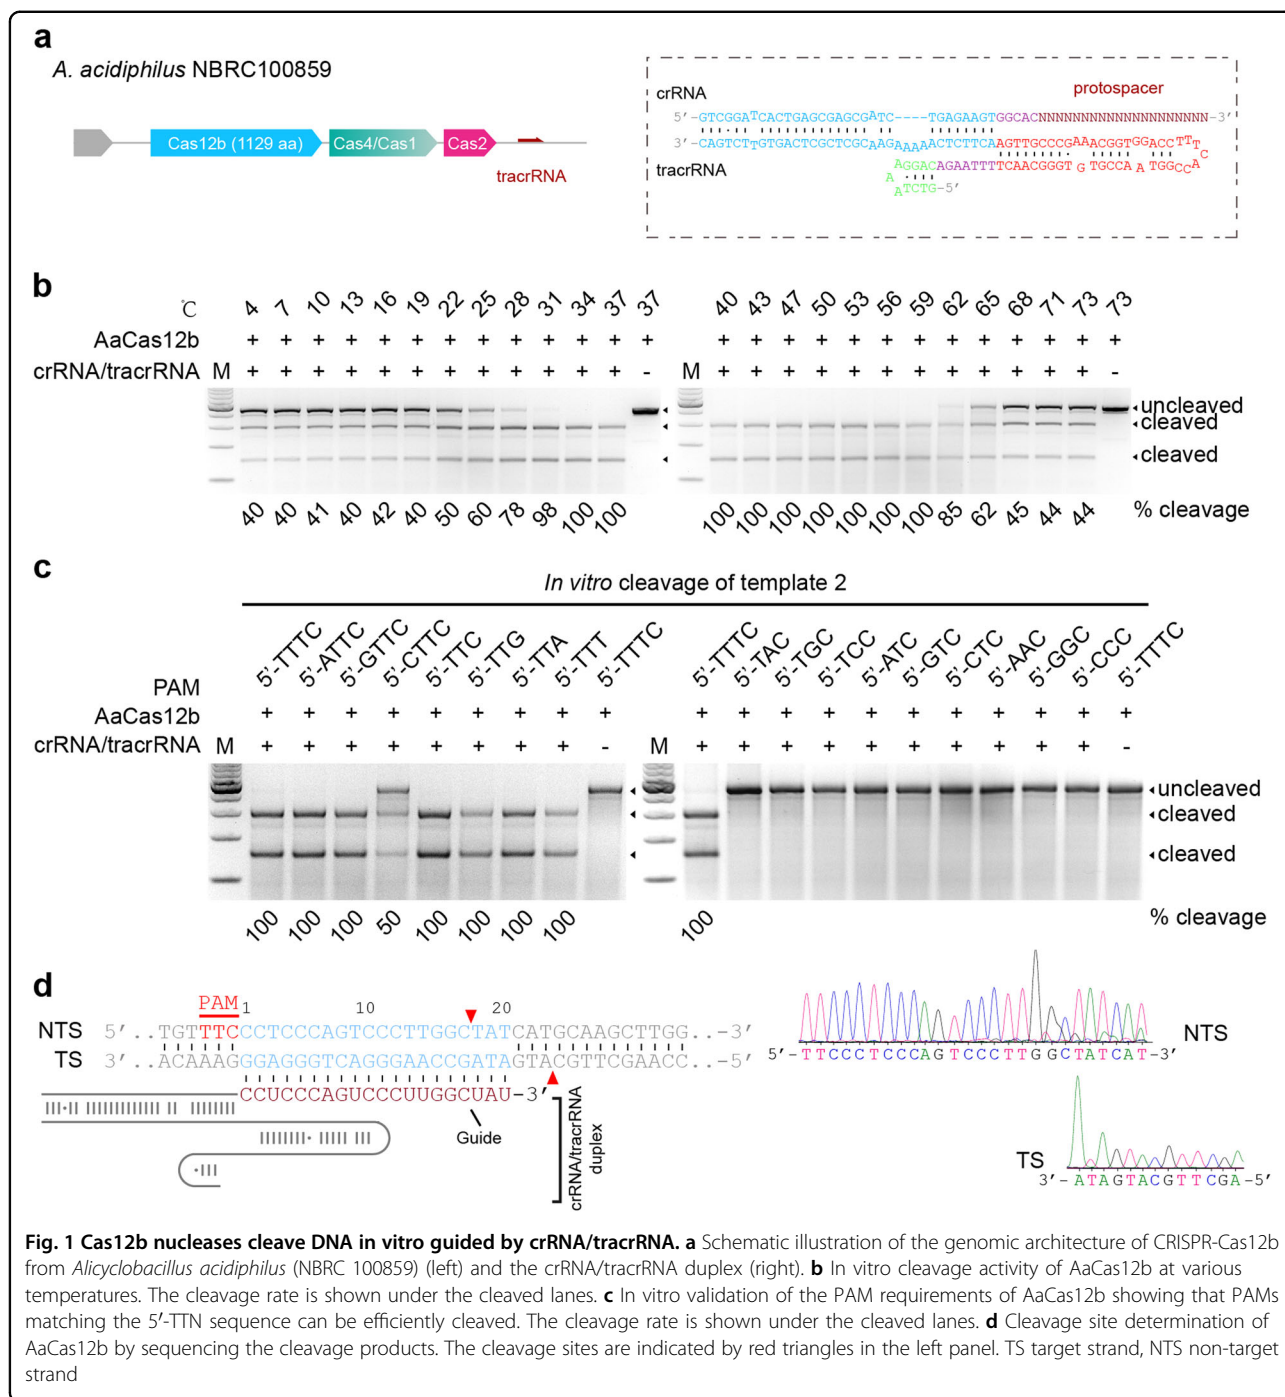 a
A. acidiphilus NBRC100859
Cas12b (1129 aa) Cas4/Cas1 Cas2
tracrRNA
protospacer
crRNA
5'-GTCGGATCACTGAGCGAGCGATC----TGAGAAGTGGCACNNNNNNNNNNNNNNNNNNNN-3'
tracrRNA
b
℃ 4 7 10 13 16 19 22 25 28 31 34 37 37 40 43 47 50 53 56 59 62 65 68 71 73 73
AaCas12b + + + + + + + + + + + + + + + + + + + + + + + + + +
crRNA/tracrRNA M + + + + + + + + + + + + - M + + + + + + + + + + + + -
uncleaved
cleaved
cleaved
40 40 41 40 42 40 50 60 78 98 100 100 100 100 100 100 100 100 100 85 62 45 44 44 % cleavage
c
In vitro cleavage of template 2
PAM 5'-TTTC 5'-ATTC 5'-GTTC 5'-CTTC 5'-TTC 5'-TTG 5'-TTA 5'-TTT 5'-TTTC 5'-TTTC 5'-TAC 5'-TGC 5'-TCC 5'-ATC 5'-GTC 5'-CTC 5'-AAC 5'-GGC 5'-CCC 5'-TTTC
AaCas12b + + + + + + + + + + + + + + + + + + + +
crRNA/tracrRNA M + + + + + + + + - M + + + + + + + + + + -
uncleaved
cleaved
cleaved
100 100 100 50 100 100 100 100 100 % cleavage
d
PAM 1 10 20
NTS 5'..TGTTTCCCTCCCAGTCCCTTGGCTATCATGCAAGCTTGG..-3'
TS 3'..ACAAAGGGAGGGTCAGGGAACCGATAGTACGTTCGAACC..-5'
CCUCCCAGUCCCUUGGCUAU-3'
Guide
crRNA/tracrRNA
duplex
NTS
5'-TTCCCTCCCAGTCCCTTGGCTATCAT-3'
TS
3'-ATAGTACGTTCGA-5'
Fig. 1 Cas12b nucleases cleave DNA in vitro guided by crRNA/tracrRNA. a Schematic illustration of the genomic architecture of CRISPR-Cas12b
from Alicyclobacillus acidiphilus (NBRC 100859) (left) and the crRNA/tracrRNA duplex (right). b In vitro cleavage activity of AaCas12b at various
temperatures. The cleavage rate is shown under the cleaved lanes. c In vitro validation of the PAM requirements of AaCas12b showing that PAMs
matching the 5′-TTN sequence can be efficiently cleaved. The cleavage rate is shown under the cleaved lanes. d Cleavage site determination of
AaCas12b by sequencing the cleavage products. The cleavage sites are indicated by red triangles in the left panel. TS target strand, NTS non-target
strand